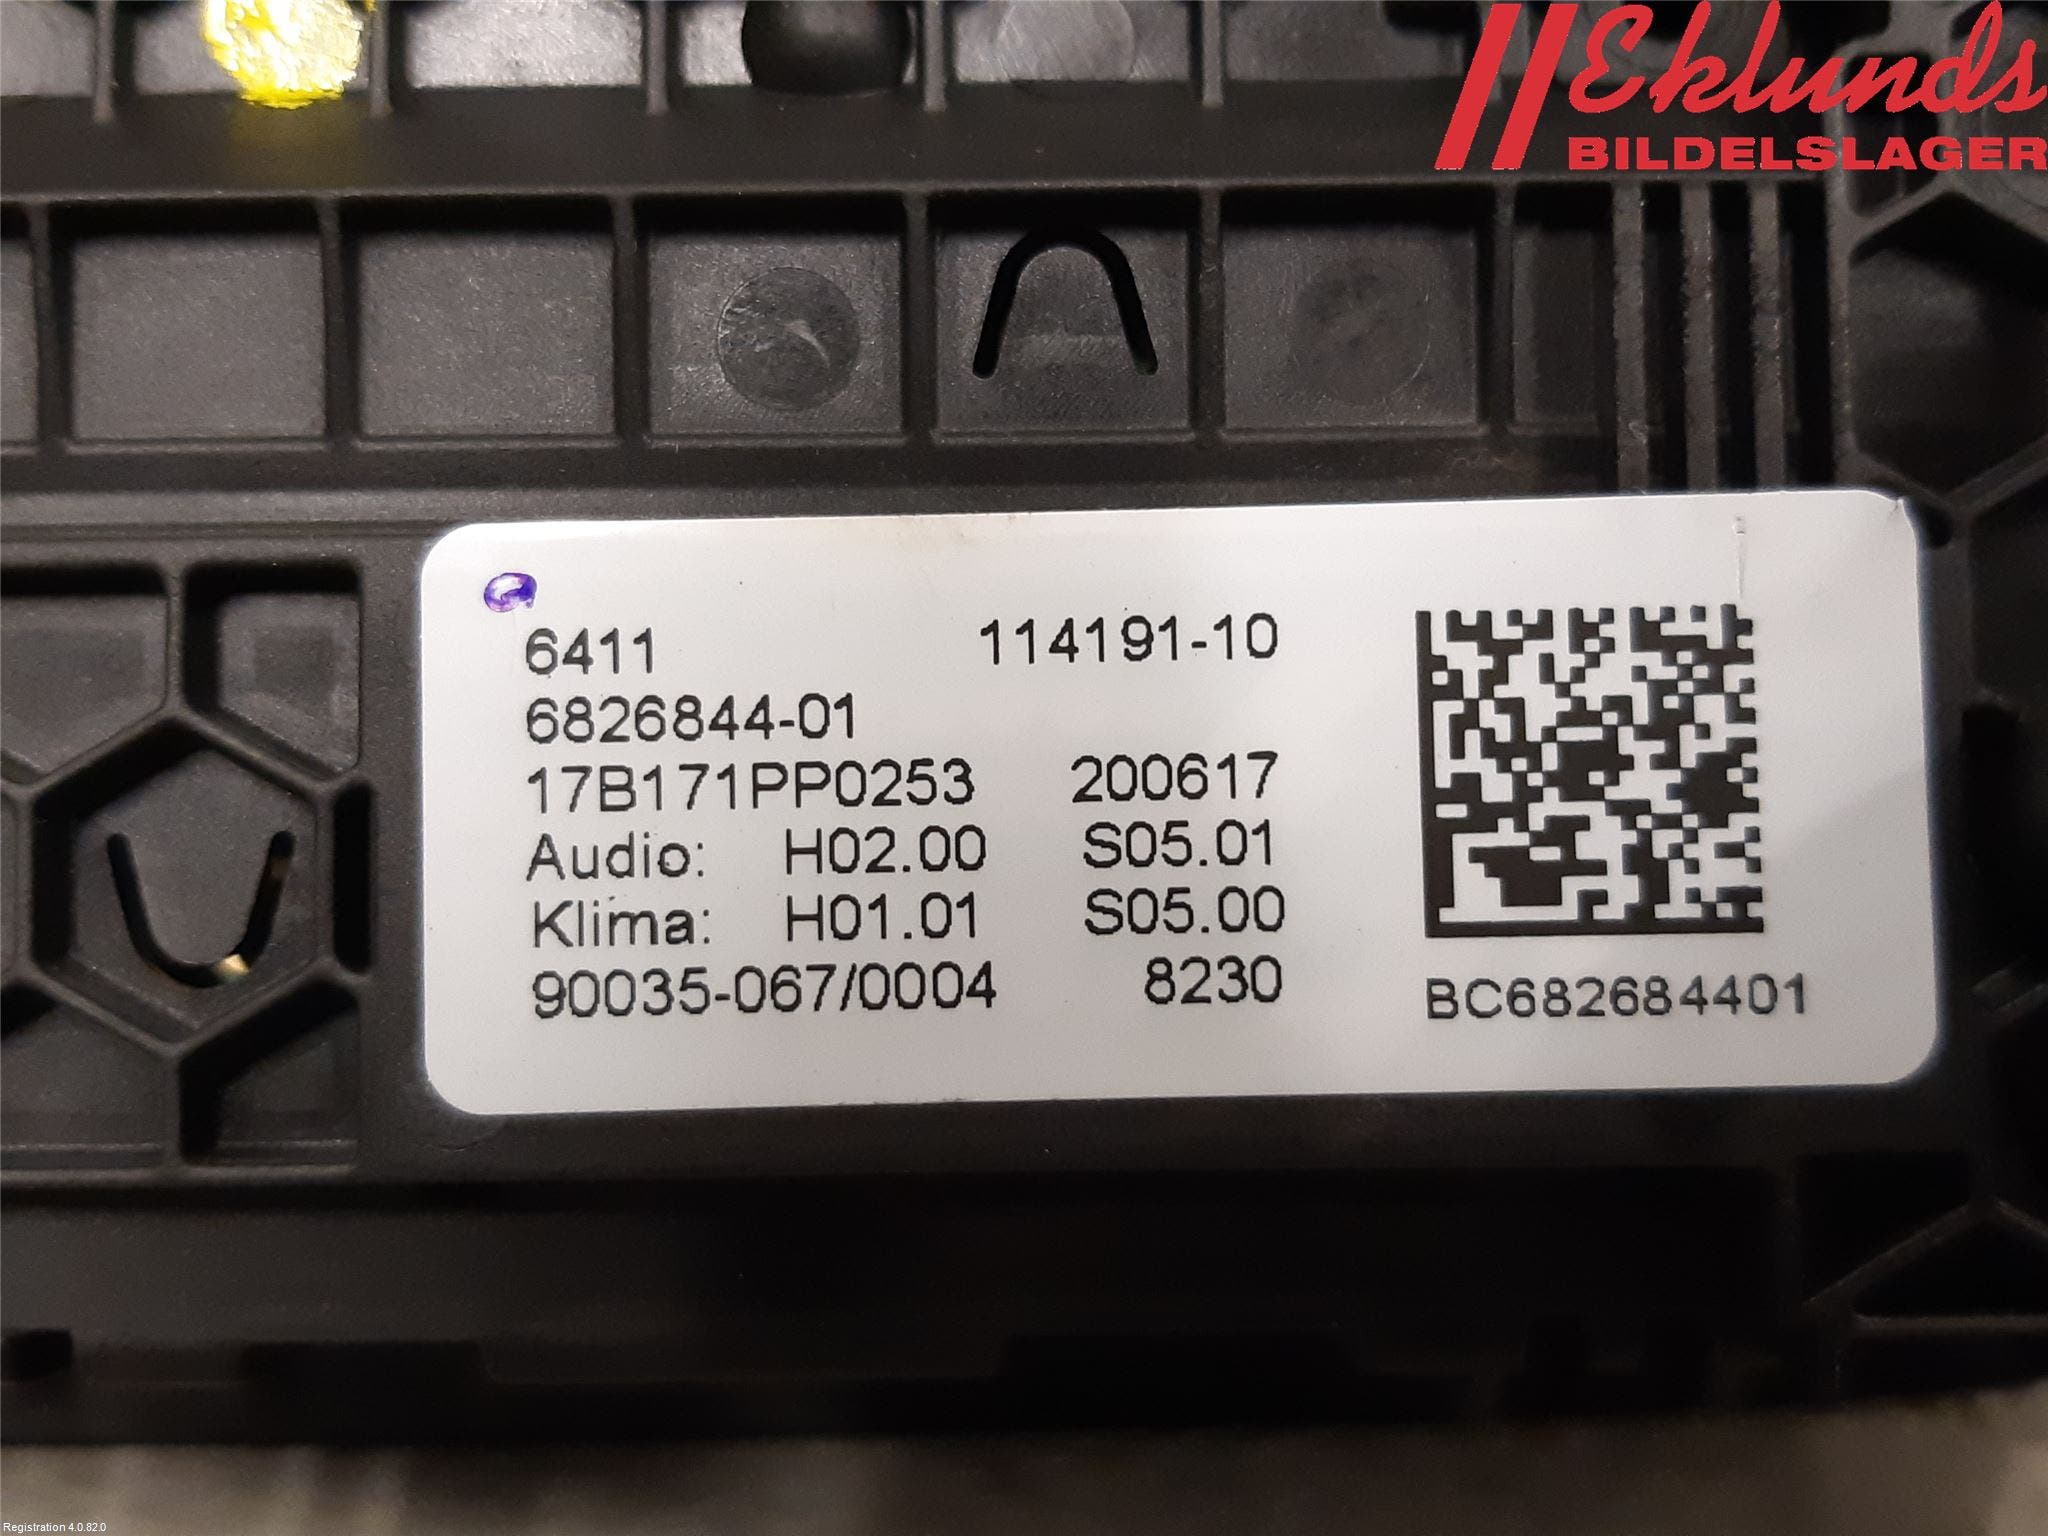 Eklunds
BILDELSLAGER
6411 114191-10
6826844-01
17B171PP0253 200617
Audio: H02.00 S05.01
Klima: H01.01 S05.00
90035-067/0004 8230
BC682684401
Registration 4.0.82.0